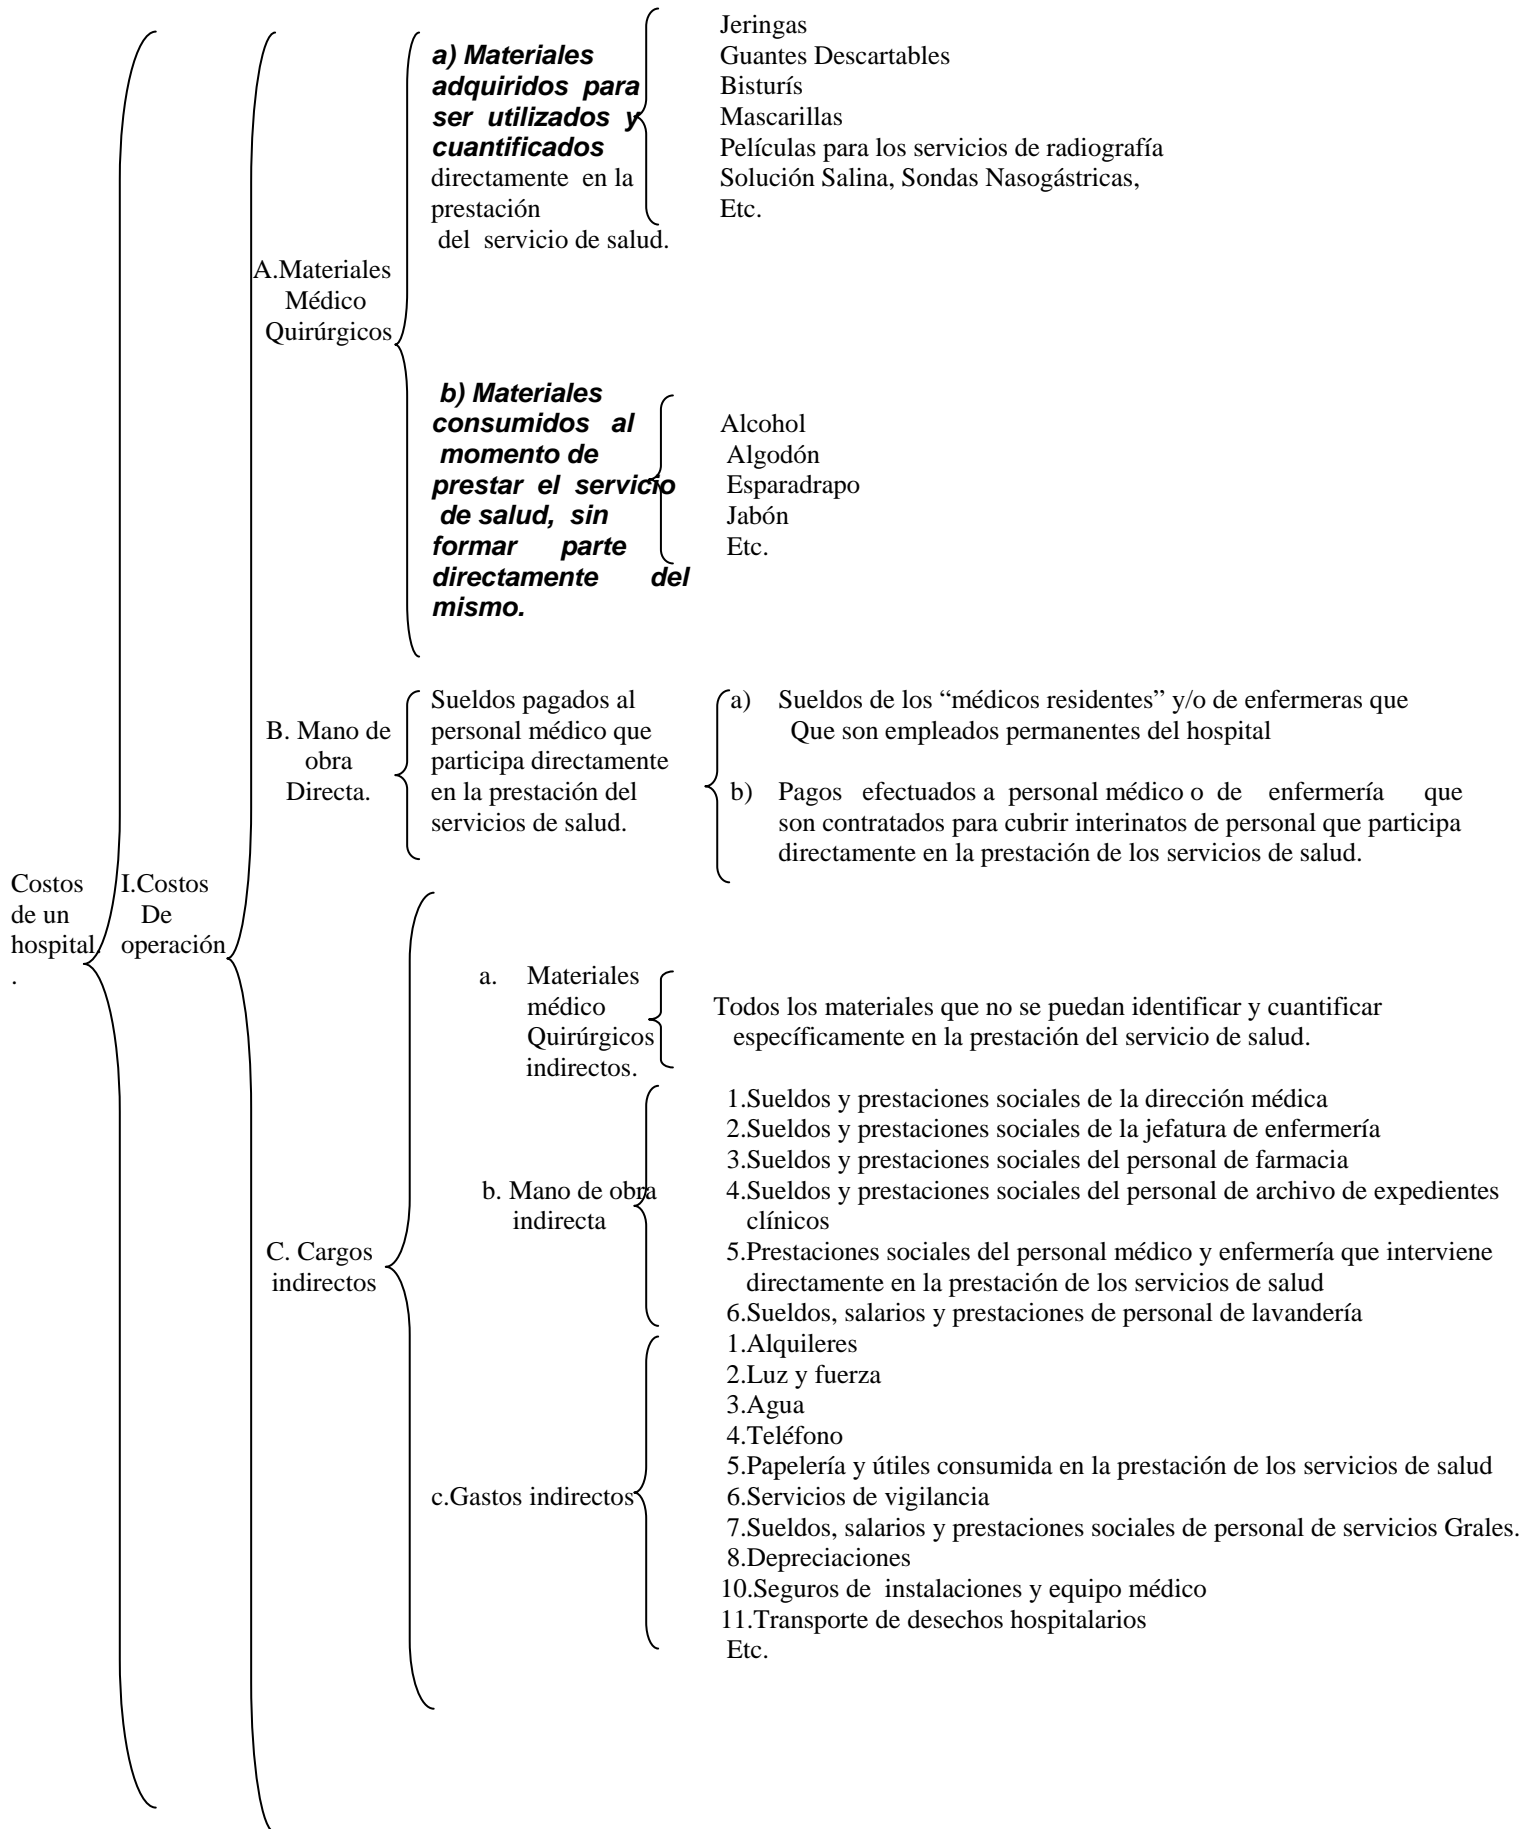 Costos
de un
hospital.
.
I.Costos
De
operación
A.Materiales
Médico
Quirúrgicos
a) Materiales
adquiridos para
ser utilizados y
cuantificados
directamente en la
prestación
del servicio de salud.
Jeringas
Guantes Descartables
Bisturís
Mascarillas
Películas para los servicios de radiografía
Solución Salina, Sondas Nasogástricas,
Etc.
b) Materiales
consumidos al
momento de
prestar el servicio
de salud, sin
formar parte
directamente del
mismo.
Alcohol
Algodón
Esparadrapo
Jabón
Etc.
B. Mano de
obra
Directa.
Sueldos pagados al
personal médico que
participa directamente
en la prestación del
servicios de salud.
a) Sueldos de los “médicos residentes” y/o de enfermeras que
Que son empleados permanentes del hospital
b) Pagos efectuados a personal médico o de enfermería que
son contratados para cubrir interinatos de personal que participa
directamente en la prestación de los servicios de salud.
C. Cargos
indirectos
a. Materiales
médico
Quirúrgicos
indirectos.
Todos los materiales que no se puedan identificar y cuantificar
específicamente en la prestación del servicio de salud.
b. Mano de obra
indirecta
1.Sueldos y prestaciones sociales de la dirección médica
2.Sueldos y prestaciones sociales de la jefatura de enfermería
3.Sueldos y prestaciones sociales del personal de farmacia
4.Sueldos y prestaciones sociales del personal de archivo de expedientes
clínicos
5.Prestaciones sociales del personal médico y enfermería que interviene
directamente en la prestación de los servicios de salud
6.Sueldos, salarios y prestaciones de personal de lavandería
c.Gastos indirectos
1.Alquileres
2.Luz y fuerza
3.Agua
4.Teléfono
5.Papelería y útiles consumida en la prestación de los servicios de salud
6.Servicios de vigilancia
7.Sueldos, salarios y prestaciones sociales de personal de servicios Grales.
8.Depreciaciones
10.Seguros de instalaciones y equipo médico
11.Transporte de desechos hospitalarios
Etc.